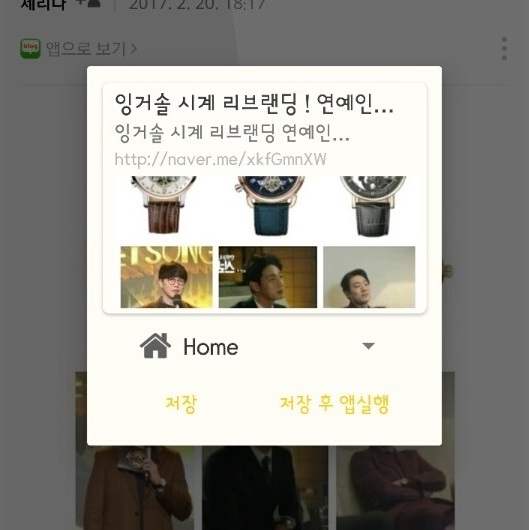 세리나
2017. 2. 20. 18:17
blog 앱으로 보기 >
잉거솔 시계 리브랜딩 ! 연예인...
잉거솔 시계 리브랜딩 연예인...
http://naver.me/xkfGmnXW
ETSONG
Home
저장
저장 후 앱실행